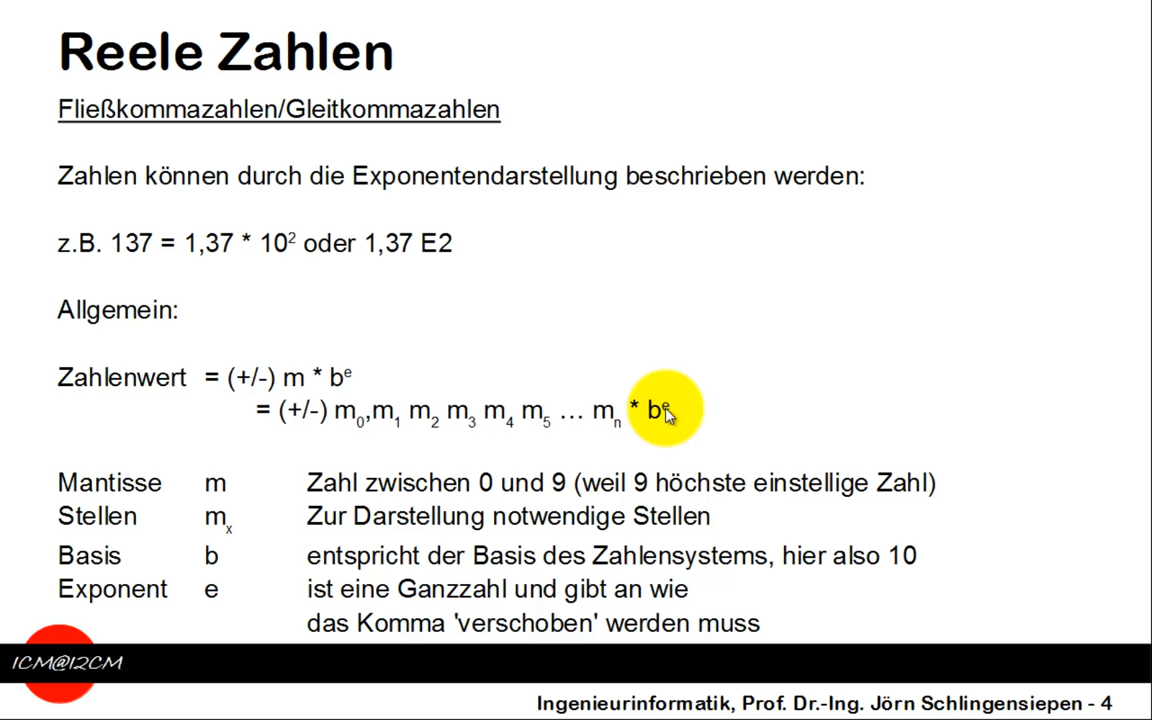 Reele Zahlen
Fließkommazahlen/Gleitkommazahlen
Zahlen können durch die Exponentendarstellung beschrieben werden:
z.B. 137 = 1,37 * 10² oder 1,37 E2
Allgemein:
Zahlenwert = (+/-) m * bᵉ
= (+/-) m₀,m₁ m₂ m₃ m₄ m₅ … mₙ * bᵉ
Mantisse m Zahl zwischen 0 und 9 (weil 9 höchste einstellige Zahl)
Stellen mₓ Zur Darstellung notwendige Stellen
Basis b entspricht der Basis des Zahlensystems, hier also 10
Exponent e ist eine Ganzzahl und gibt an wie
das Komma 'verschoben' werden muss
1CM@12CM
Ingenieurinformatik, Prof. Dr.-Ing. Jörn Schlingensiepen - 4